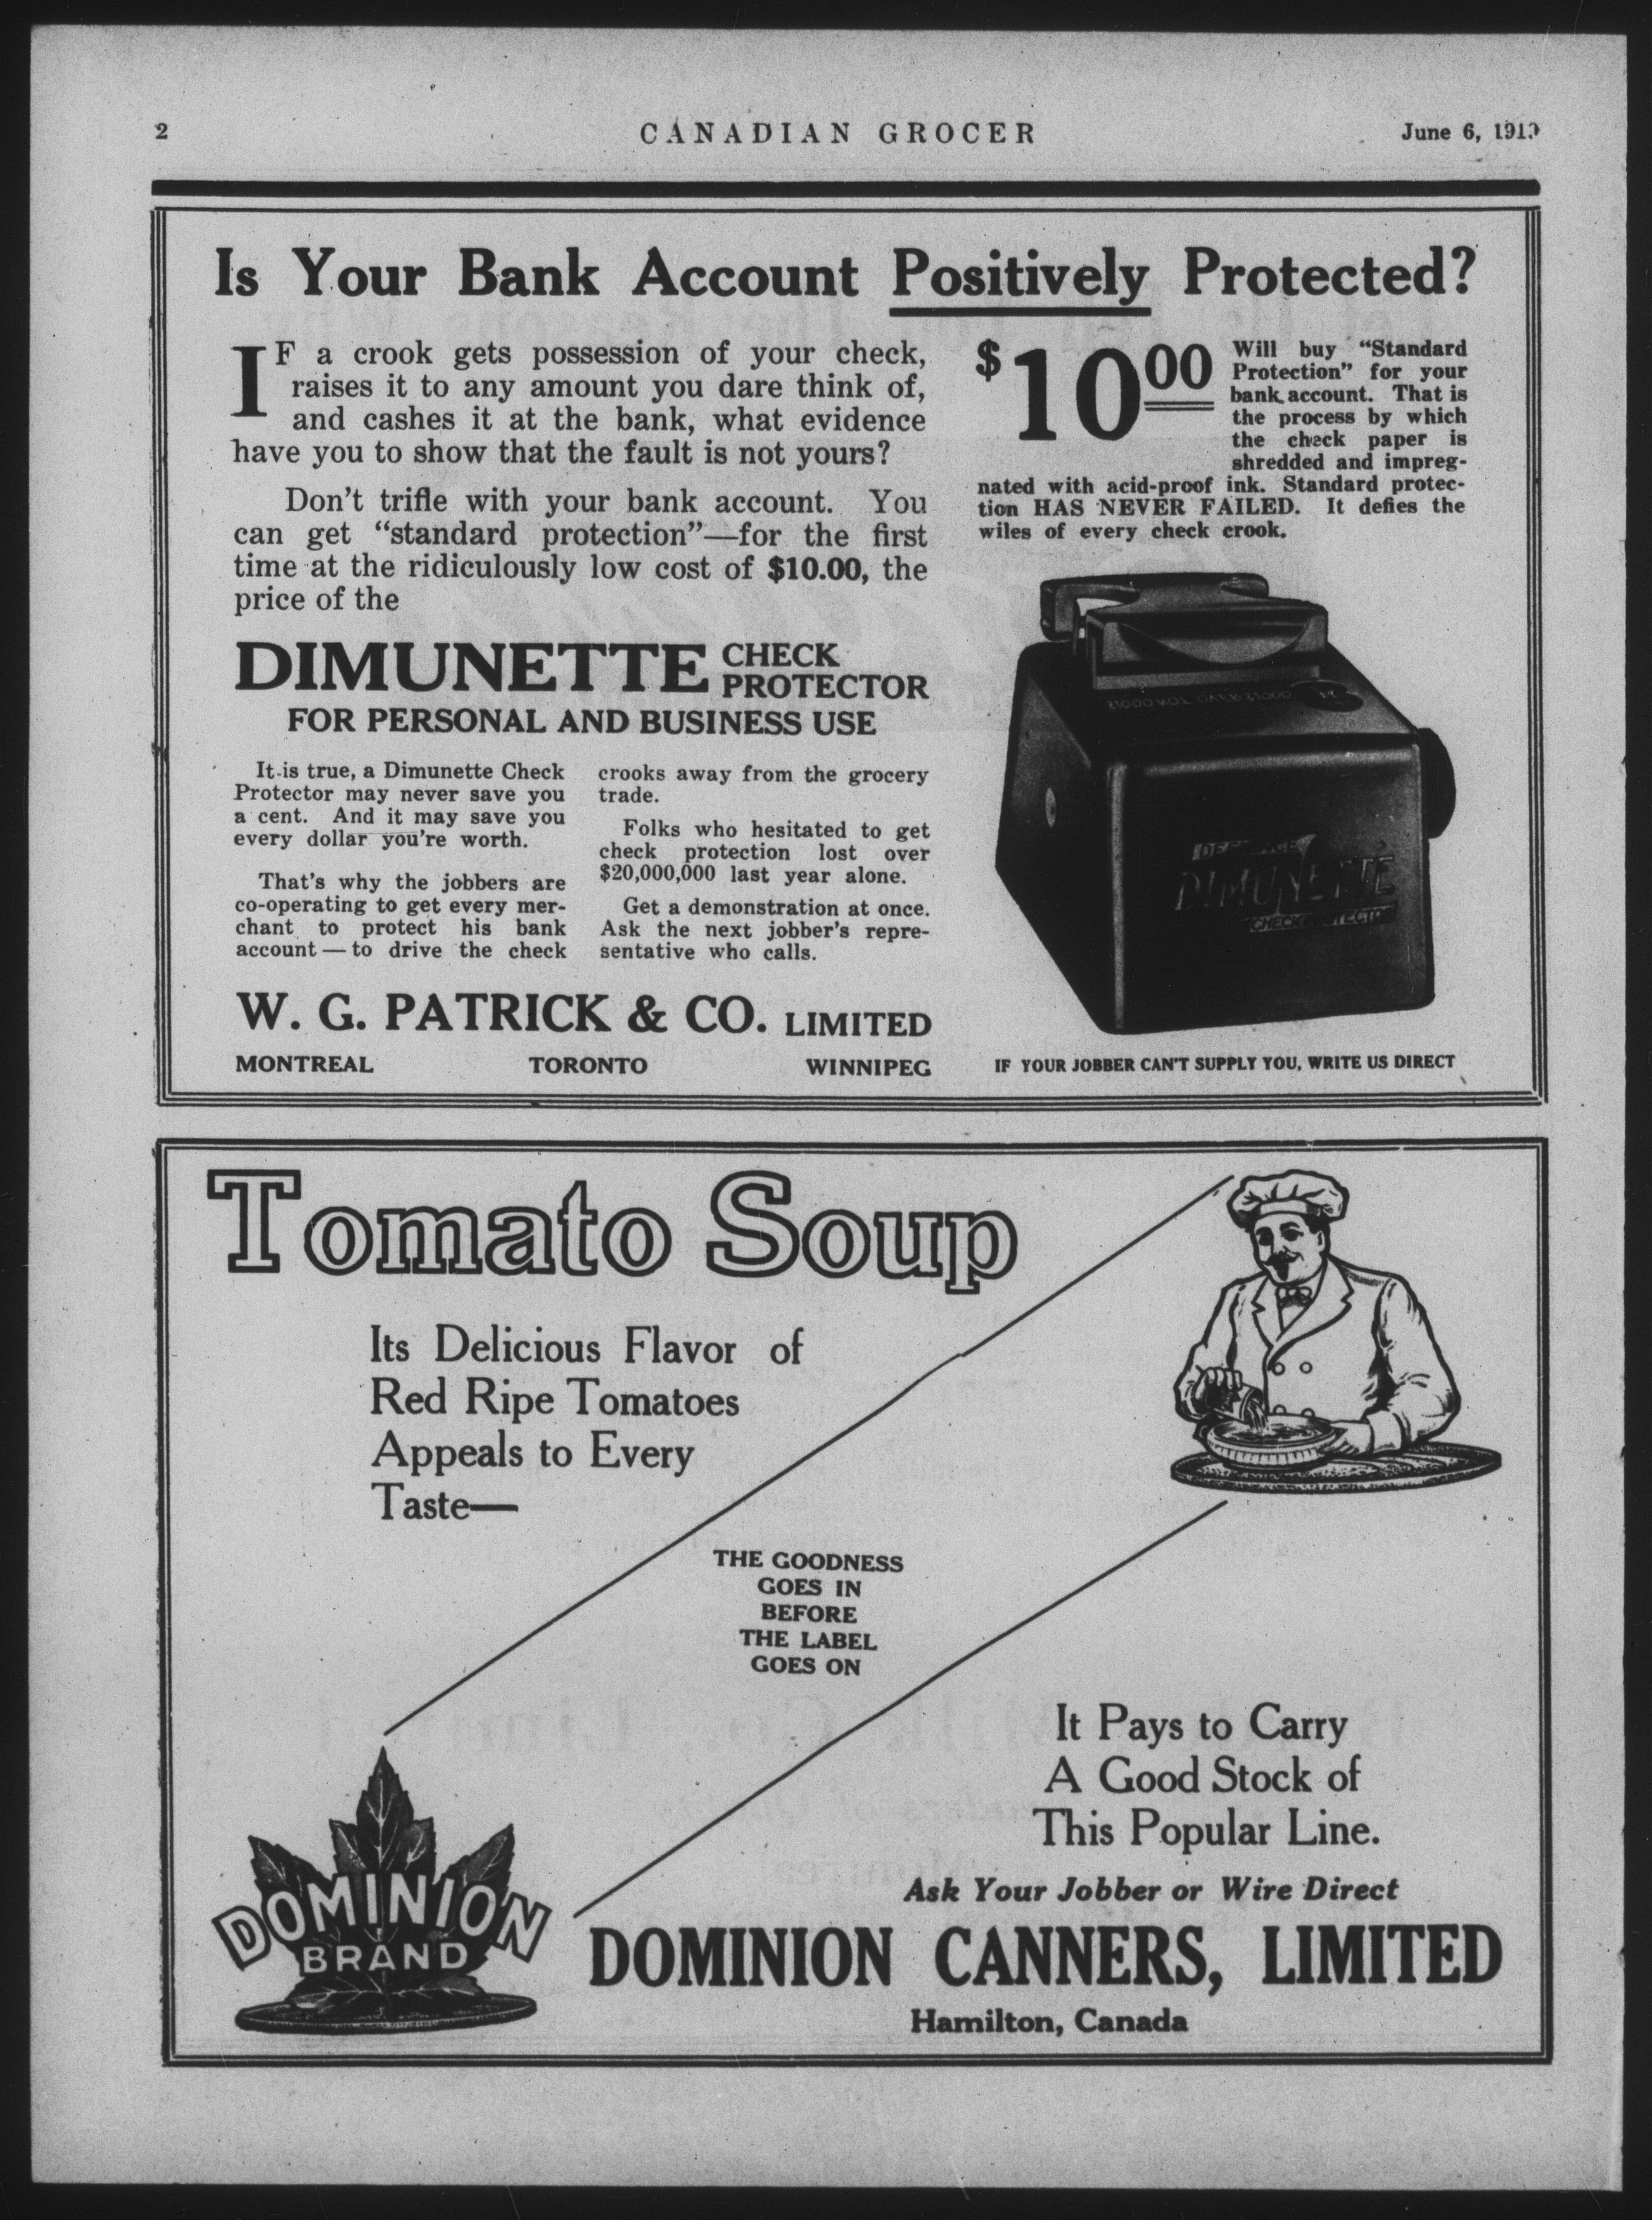 2
CANADIAN GROCER
June 6, 1919
Is Your Bank Account Positively Protected?
IF a crook gets possession of your check,
raises it to any amount you dare think of,
and cashes it at the bank, what evidence
have you to show that the fault is not yours?
Don't trifle with your bank account. You
can get "standard protection"—for the first
time at the ridiculously low cost of $10.00, the
price of the
DIMUNETTE CHECK
PROTECTOR
FOR PERSONAL AND BUSINESS USE
It is true, a Dimunette Check
Protector may never save you
a cent. And it may save you
every dollar you're worth.
That's why the jobbers are
co-operating to get every mer-
chant to protect his bank
account—to drive the check
crooks away from the grocery
trade.
Folks who hesitated to get
check protection lost over
$20,000,000 last year alone.
Get a demonstration at once.
Ask the next jobber's repre-
sentative who calls.
W. G. PATRICK & CO. LIMITED
MONTREAL TORONTO WINNIPEG
$10.00
Will buy "Standard
Protection" for your
bank account. That is
the process by which
the check paper is
shredded and impreg-
nated with acid-proof ink. Standard protec-
tion HAS NEVER FAILED. It defies the
wiles of every check crook.
DIMUNETTE
CHECK PROTECTOR
IF YOUR JOBBER CAN'T SUPPLY YOU, WRITE US DIRECT
Tomato Soup
Its Delicious Flavor of
Red Ripe Tomatoes
Appeals to Every
Taste—
THE GOODNESS
GOES IN
BEFORE
THE LABEL
GOES ON
It Pays to Carry
A Good Stock of
This Popular Line.
Ask Your Jobber or Wire Direct
DOMINION
BRAND
DOMINION CANNERS, LIMITED
Hamilton, Canada